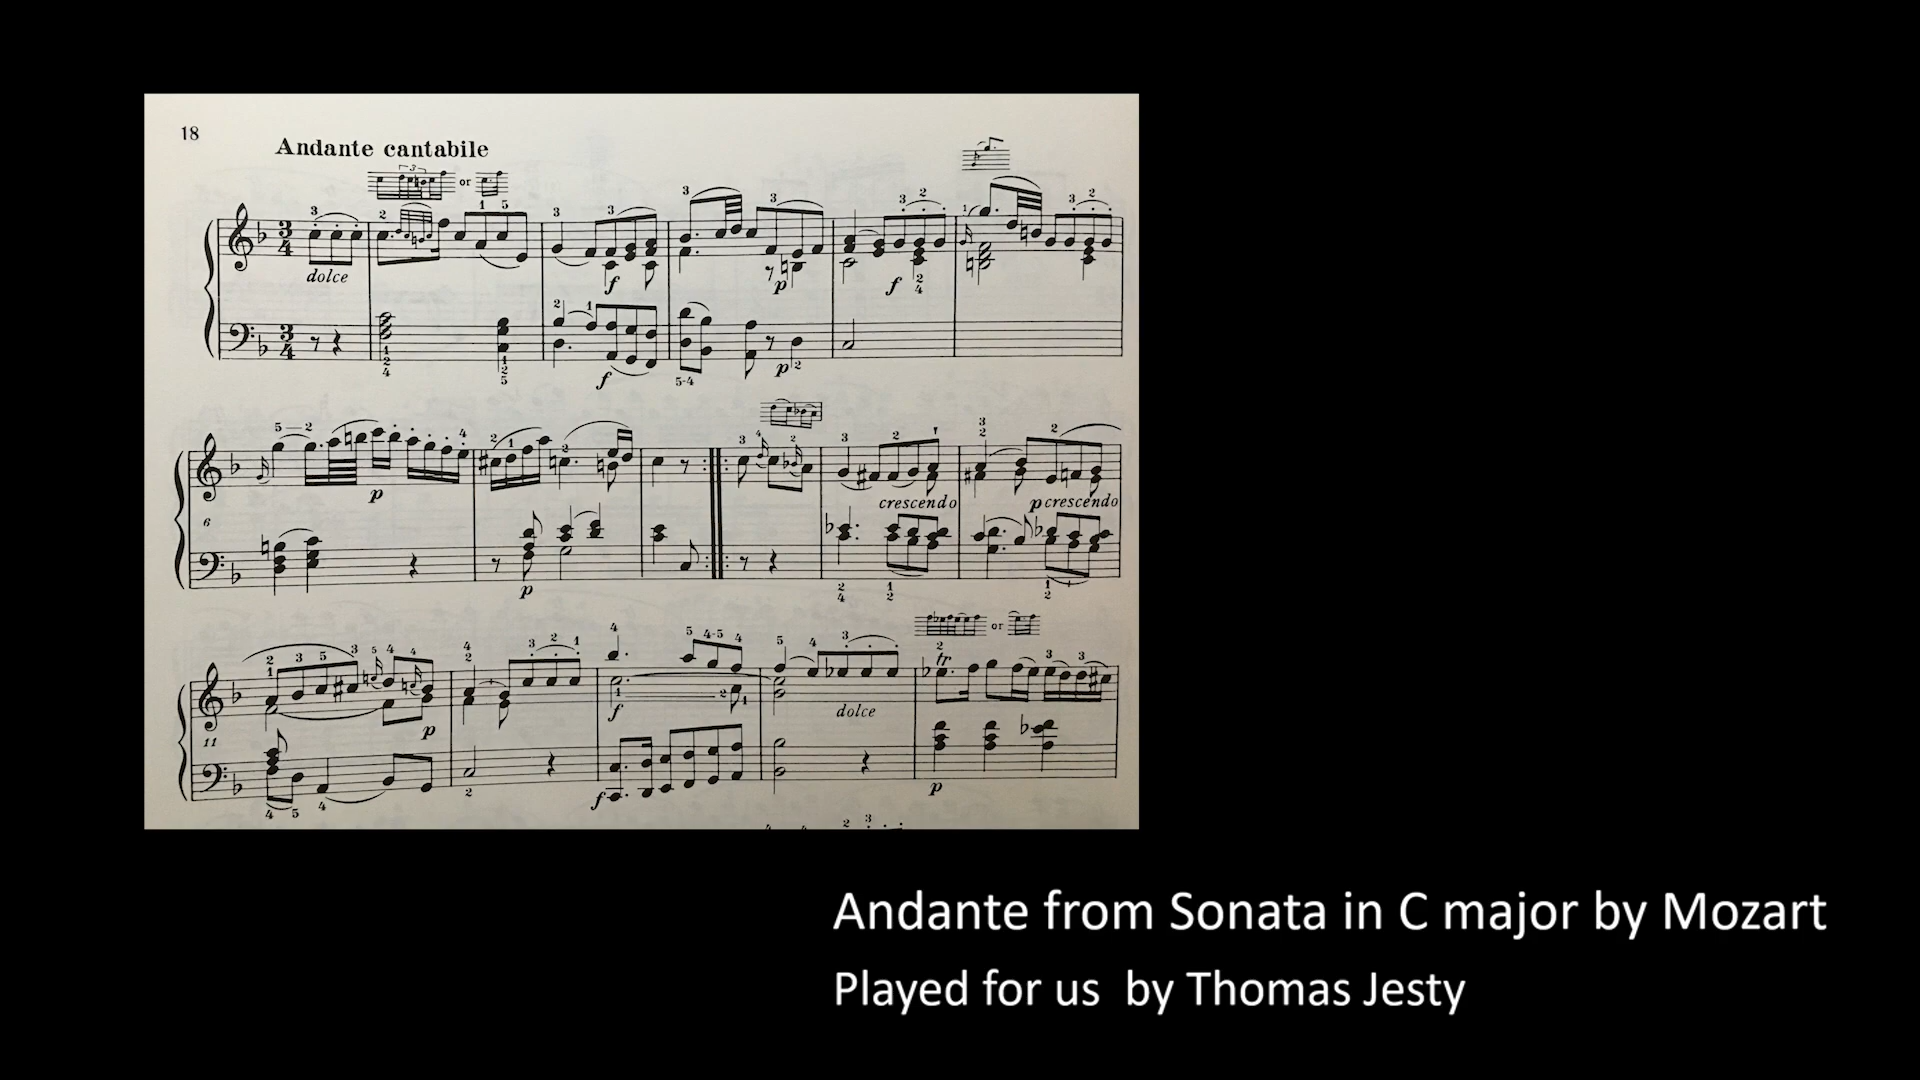 18
Andante cantabile
or
dolce
f
p
f
f
p
6
p
crescendo
p crescendo
p
11
p
f
dolce
or
tr
f
p
Andante from Sonata in C major by Mozart
Played for us by Thomas Jesty